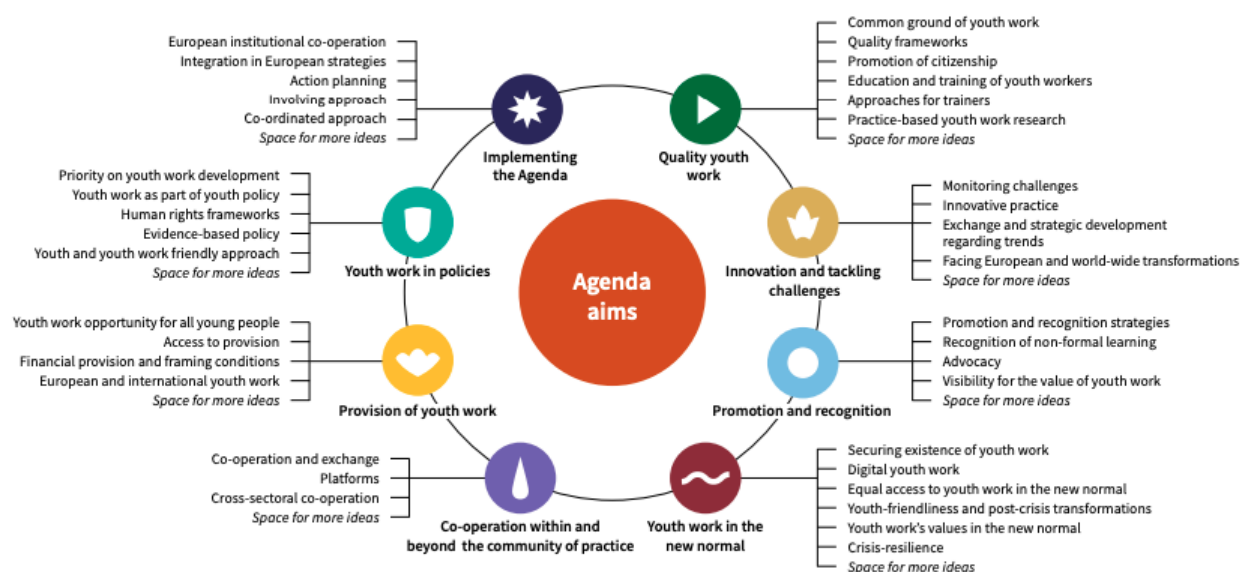 Agenda
aims
Implementing
the Agenda
European institutional co-operation
Integration in European strategies
Action planning
Involving approach
Co-ordinated approach
Space for more ideas
Quality youth
work
Common ground of youth work
Quality frameworks
Promotion of citizenship
Education and training of youth workers
Approaches for trainers
Practice-based youth work research
Space for more ideas
Innovation and tackling
challenges
Monitoring challenges
Innovative practice
Exchange and strategic development
regarding trends
Facing European and world-wide transformations
Space for more ideas
Promotion and recognition
Promotion and recognition strategies
Recognition of non-formal learning
Advocacy
Visibility for the value of youth work
Space for more ideas
Youth work in the
new normal
Securing existence of youth work
Digital youth work
Equal access to youth work in the new normal
Youth-friendliness and post-crisis transformations
Youth work's values in the new normal
Crisis-resilience
Space for more ideas
Co-operation within and
beyond the community of practice
Co-operation and exchange
Platforms
Cross-sectoral co-operation
Space for more ideas
Provision of youth work
Youth work opportunity for all young people
Access to provision
Financial provision and framing conditions
European and international youth work
Space for more ideas
Youth work in policies
Priority on youth work development
Youth work as part of youth policy
Human rights frameworks
Evidence-based policy
Youth and youth work friendly approach
Space for more ideas